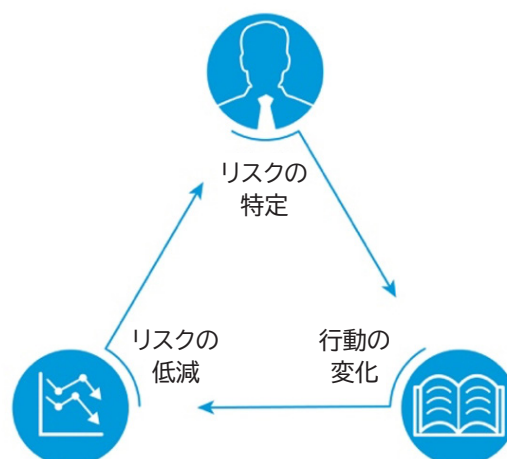 リスクの
特定
リスクの
低減
行動の
変化